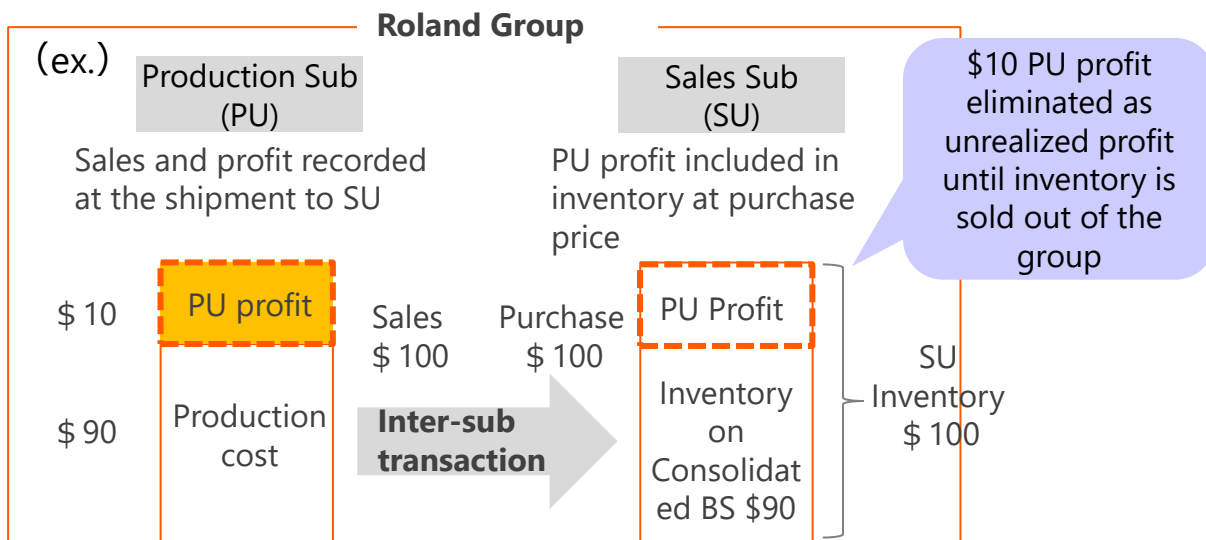 Roland Group
(ex.)
Production Sub
(PU)
Sales Sub
(SU)
$10 PU profit
eliminated as
unrealized profit
until inventory is
sold out of the
group
Sales and profit recorded
at the shipment to SU
PU profit included in
inventory at purchase
price
$ 10
PU profit
Sales
$ 100
Purchase
$ 100
PU Profit
SU
Inventory
$ 100
$ 90
Production
cost
Inter-sub
transaction
Inventory
on
Consolidat
ed BS $90